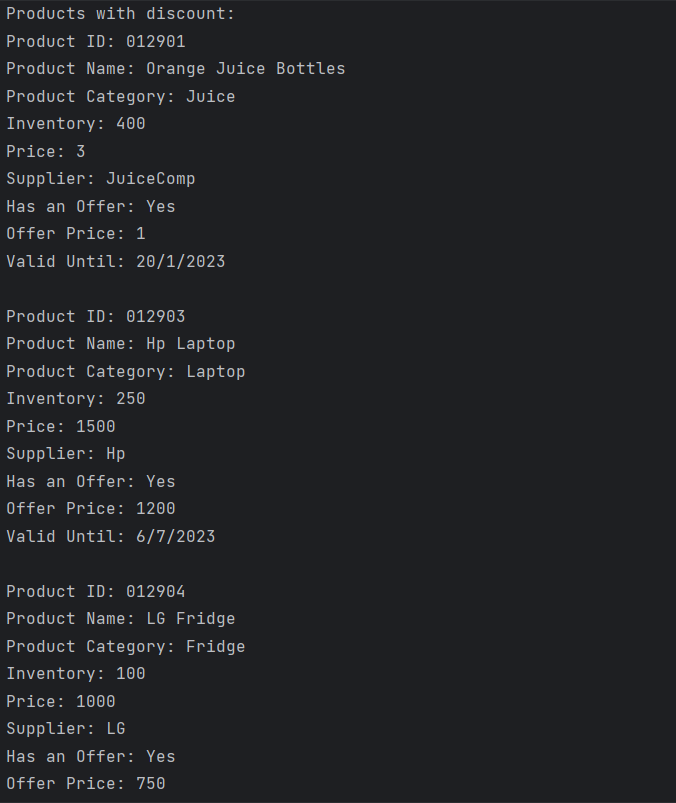 Products with discount:
Product ID: 012901
Product Name: Orange Juice Bottles
Product Category: Juice
Inventory: 400
Price: 3
Supplier: JuiceComp
Has an Offer: Yes
Offer Price: 1
Valid Until: 20/1/2023

Product ID: 012903
Product Name: Hp Laptop
Product Category: Laptop
Inventory: 250
Price: 1500
Supplier: Hp
Has an Offer: Yes
Offer Price: 1200
Valid Until: 6/7/2023

Product ID: 012904
Product Name: LG Fridge
Product Category: Fridge
Inventory: 100
Price: 1000
Supplier: LG
Has an Offer: Yes
Offer Price: 750